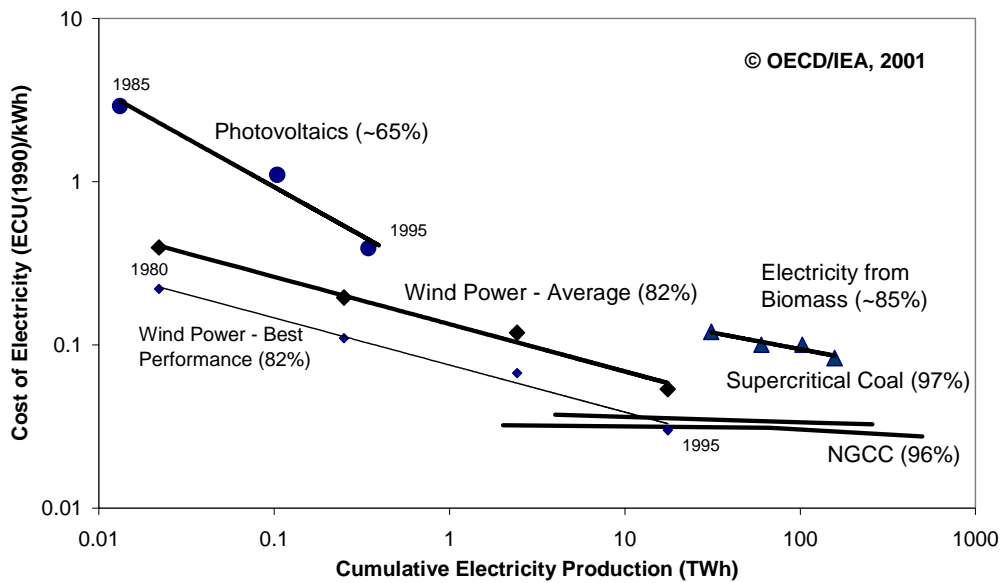 10
1
0.1
0.01
Cost of Electricity (ECU(1990)/kWh)
© OECD/IEA, 2001
1985
Photovoltaics (~65%)
1995
1980
Wind Power - Average (82%)
Electricity from
Biomass (~85%)
Wind Power - Best
Performance (82%)
Supercritical Coal (97%)
1995
NGCC (96%)
0.01
0.1
1
10
100
1000
Cumulative Electricity Production (TWh)